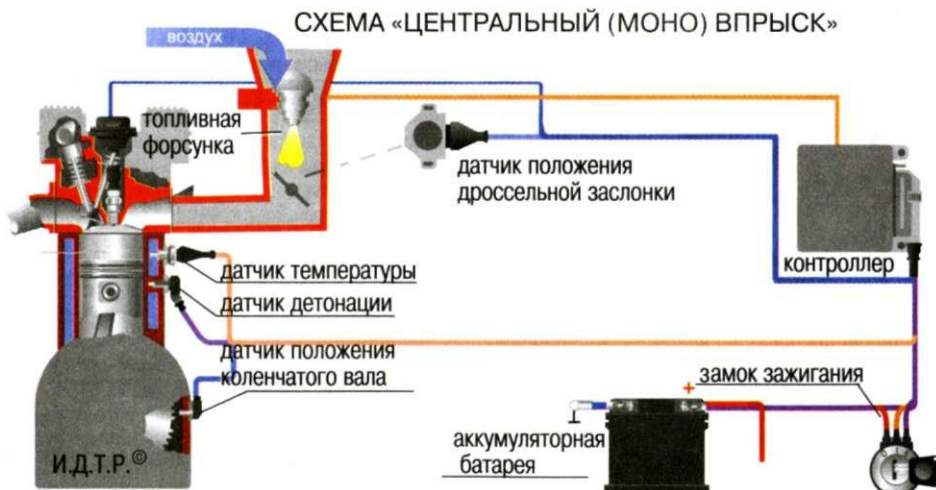 СХЕМА «ЦЕНТРАЛЬНЫЙ (МОНО) ВПРЫСК»
воздух
топливная
форсунка
датчик положения
дроссельной заслонки
контроллер
датчик температуры
датчик детонации
датчик положения
коленчатого вала
замок зажигания
+
аккумуляторная
батарея
И.Д.Т.Р.©